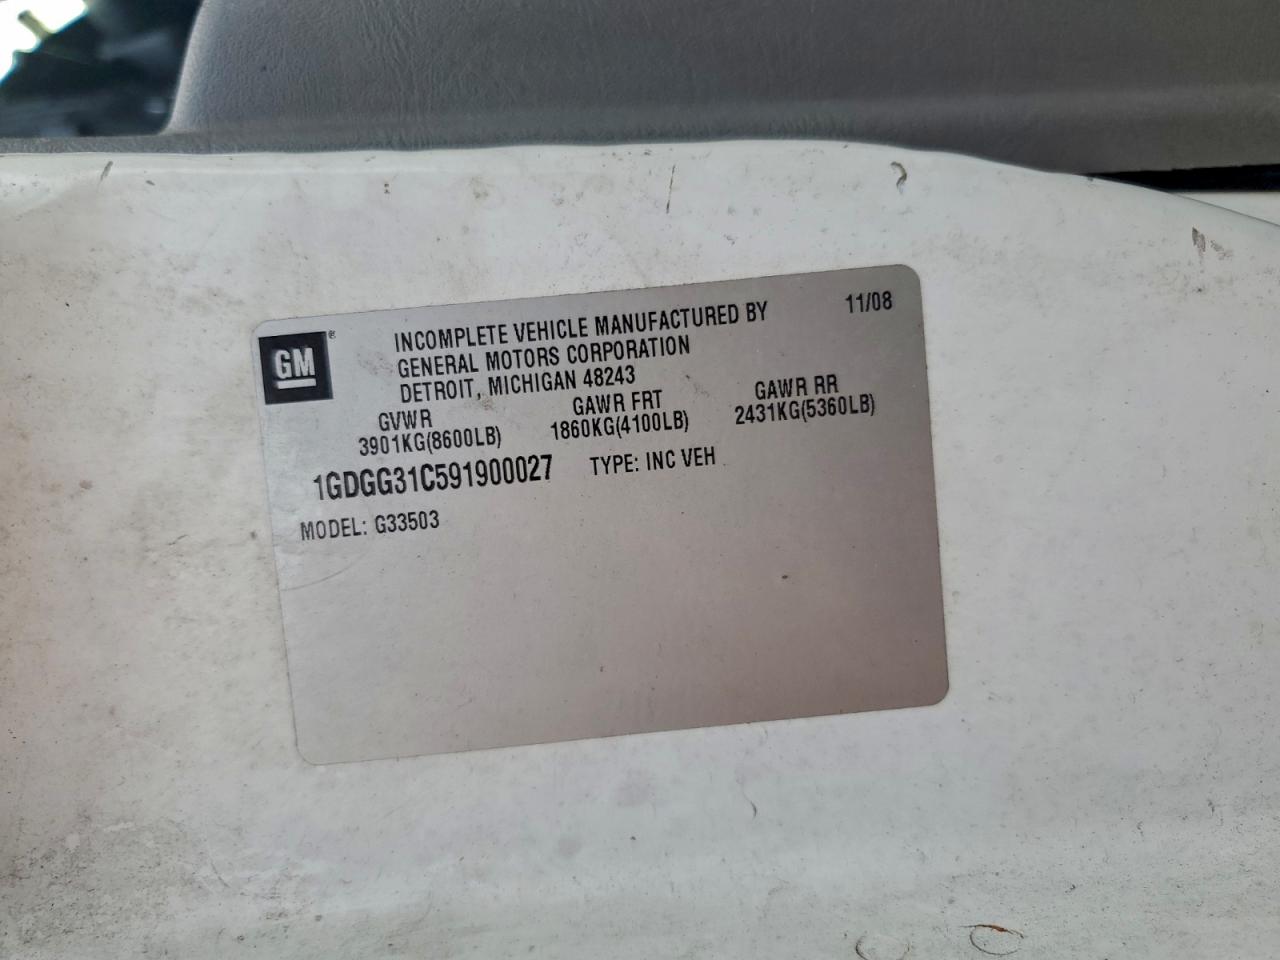 GM ®
INCOMPLETE VEHICLE MANUFACTURED BY 11/08
GENERAL MOTORS CORPORATION
DETROIT, MICHIGAN 48243
GVWR GAWR FRT GAWR RR
3901KG(8600LB) 1860KG(4100LB) 2431KG(5360LB)
1GDGG31C591900027 TYPE: INC VEH
MODEL: G33503